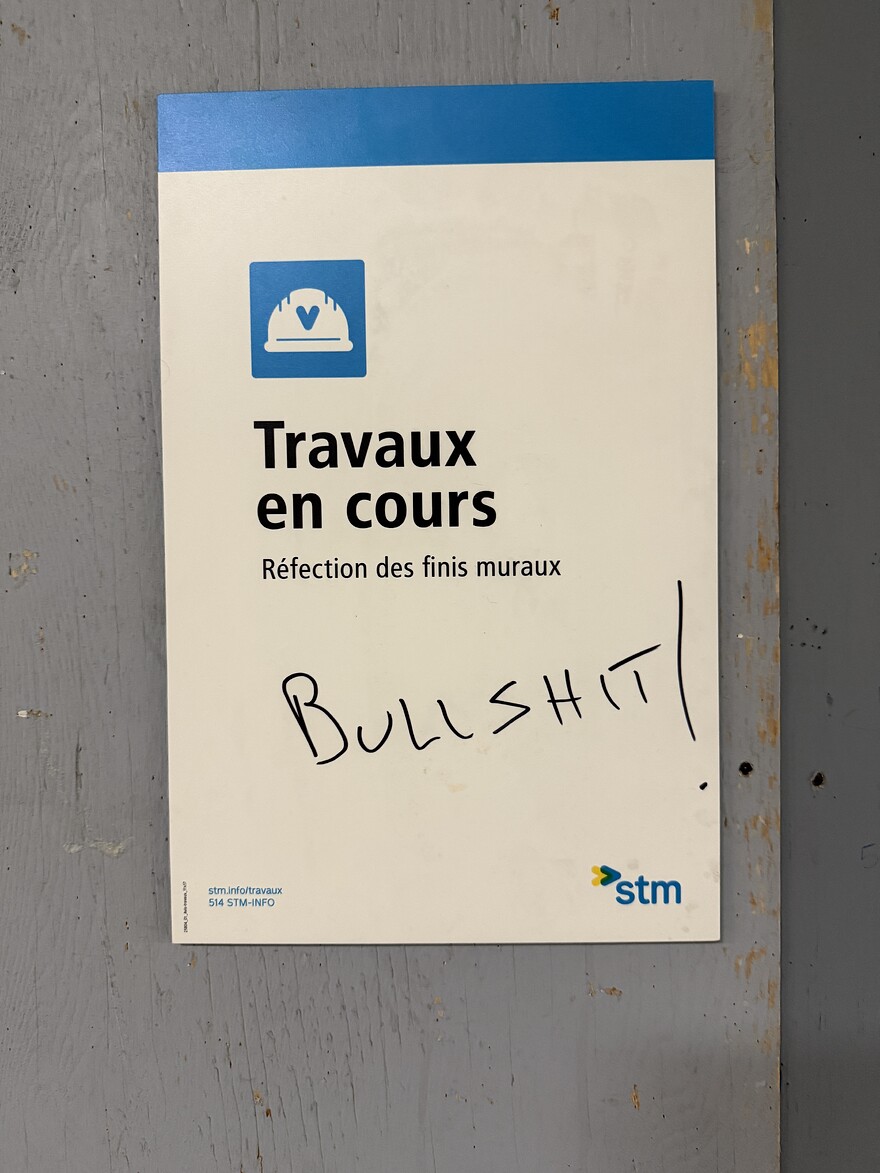 Travaux
en cours
Réfection des finis muraux
BULLSHIT!
stm.info/travaux
514 STM-INFO
stm